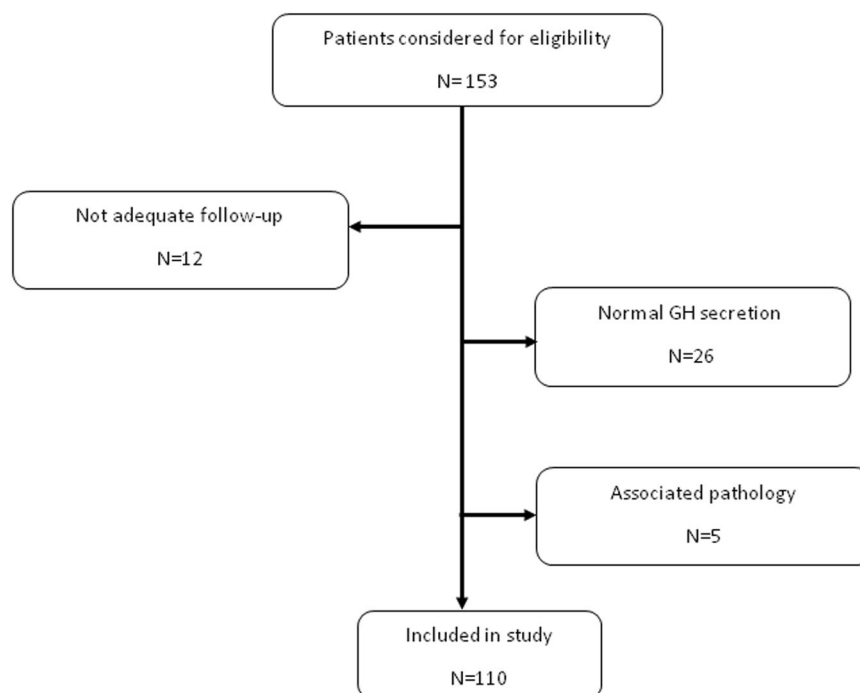 Patients considered for eligibility
N= 153
Not adequate follow-up
N=12
Normal GH secretion
N=26
Associated pathology
N=5
Included in study
N=110